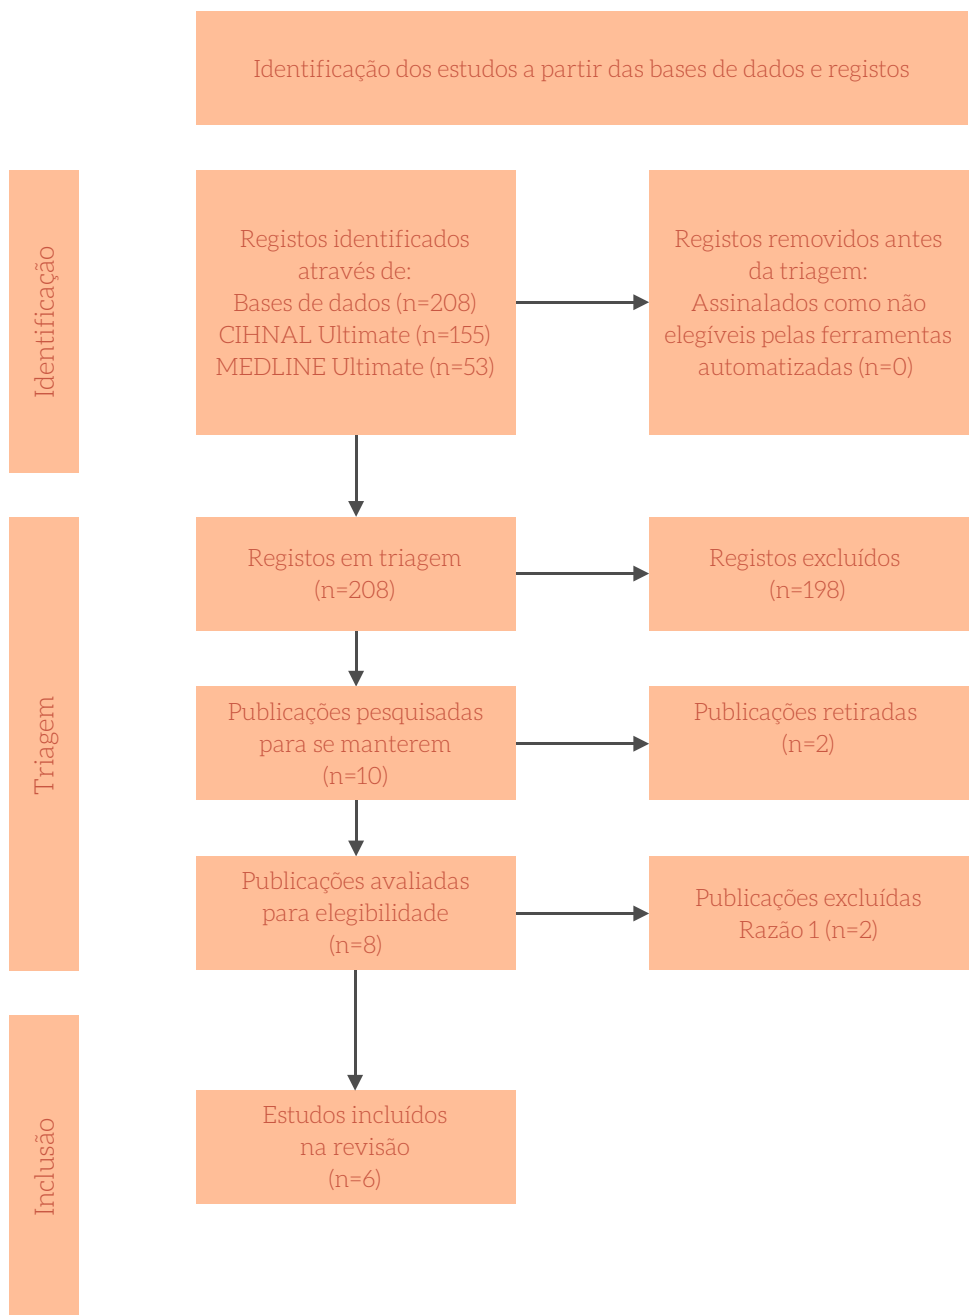 Identificação dos estudos a partir das bases de dados e registos
Identificação
Registos identificados
através de:
Bases de dados (n=208)
CIHNAL Ultimate (n=155)
MEDLINE Ultimate (n=53)
Registos removidos antes
da triagem:
Assinalados como não
elegíveis pelas ferramentas
automatizadas (n=0)
Triagem
Registos em triagem
(n=208)
Registos excluídos
(n=198)
Publicações pesquisadas
para se manterem
(n=10)
Publicações retiradas
(n=2)
Publicações avaliadas
para elegibilidade
(n=8)
Publicações excluídas
Razão 1 (n=2)
Inclusão
Estudos incluídos
na revisão
(n=6)